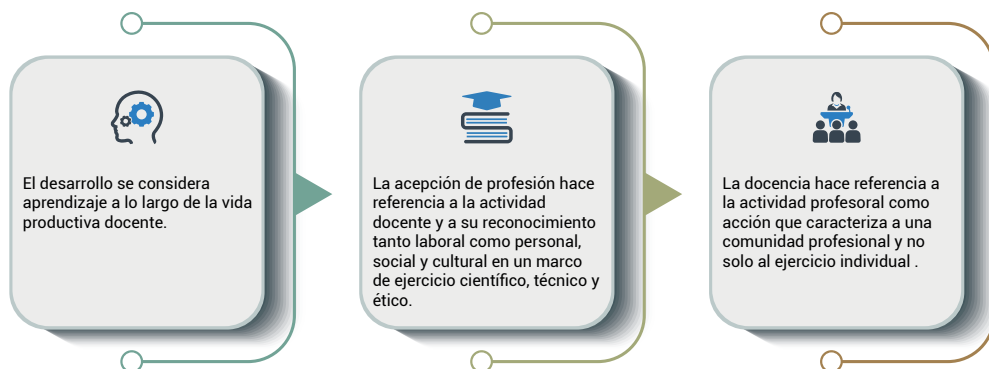 El desarrollo se considera
aprendizaje a lo largo de la vida
productiva docente.
La acepción de profesión hace
referencia a la actividad
docente y a su reconocimiento
tanto laboral como personal,
social y cultural en un marco
de ejercicio científico, técnico y
ético.
La docencia hace referencia a
la actividad profesoral como
acción que caracteriza a una
comunidad profesional y no
solo al ejercicio individual .